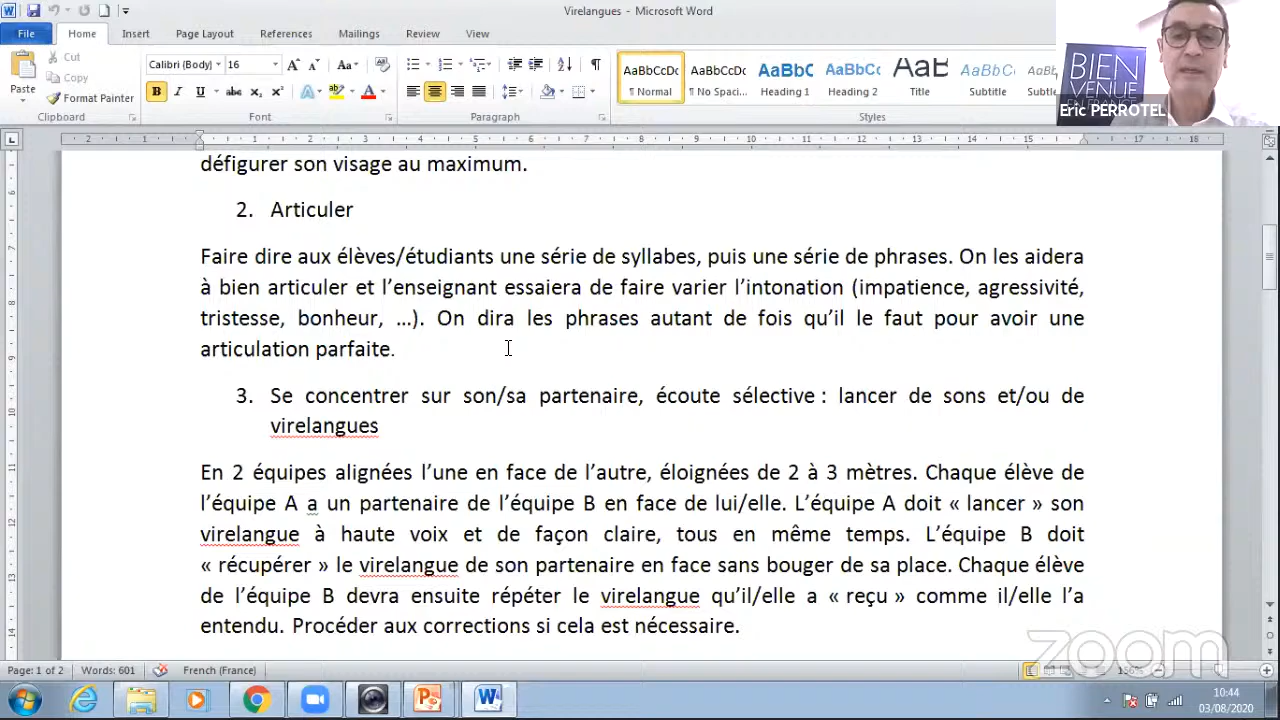 Virelangues - Microsoft Word
File Home Insert Page Layout References Mailings Review View
Paste
Cut
Copy
Format Painter
Clipboard
Calibri (Body) 16
Font
Paragraph
AaBbCcDc AaBbCcDc AaBbC AaBbCc AaB AaBbCc. AaBb
¶ Normal ¶ No Spaci... Heading 1 Heading 2 Title Subtitle Subt
Styles
BIEN
VENUE
EN FRANCE
Eric PERROTEL
défigurer son visage au maximum.
2. Articuler
Faire dire aux élèves/étudiants une série de syllabes, puis une série de phrases. On les aidera
à bien articuler et l’enseignant essaiera de faire varier l’intonation (impatience, agressivité,
tristesse, bonheur, …). On dira les phrases autant de fois qu’il le faut pour avoir une
articulation parfaite.
3. Se concentrer sur son/sa partenaire, écoute sélective : lancer de sons et/ou de
virelangues
En 2 équipes alignées l’une en face de l’autre, éloignées de 2 à 3 mètres. Chaque élève de
l’équipe A a un partenaire de l’équipe B en face de lui/elle. L’équipe A doit « lancer » son
virelangue à haute voix et de façon claire, tous en même temps. L’équipe B doit
« récupérer » le virelangue de son partenaire en face sans bouger de sa place. Chaque élève
de l’équipe B devra ensuite répéter le virelangue qu’il/elle a « reçu » comme il/elle l’a
entendu. Procéder aux corrections si cela est nécessaire.
zoom
Page: 1 of 2 Words: 601 French (France)
10:44
03/08/2020